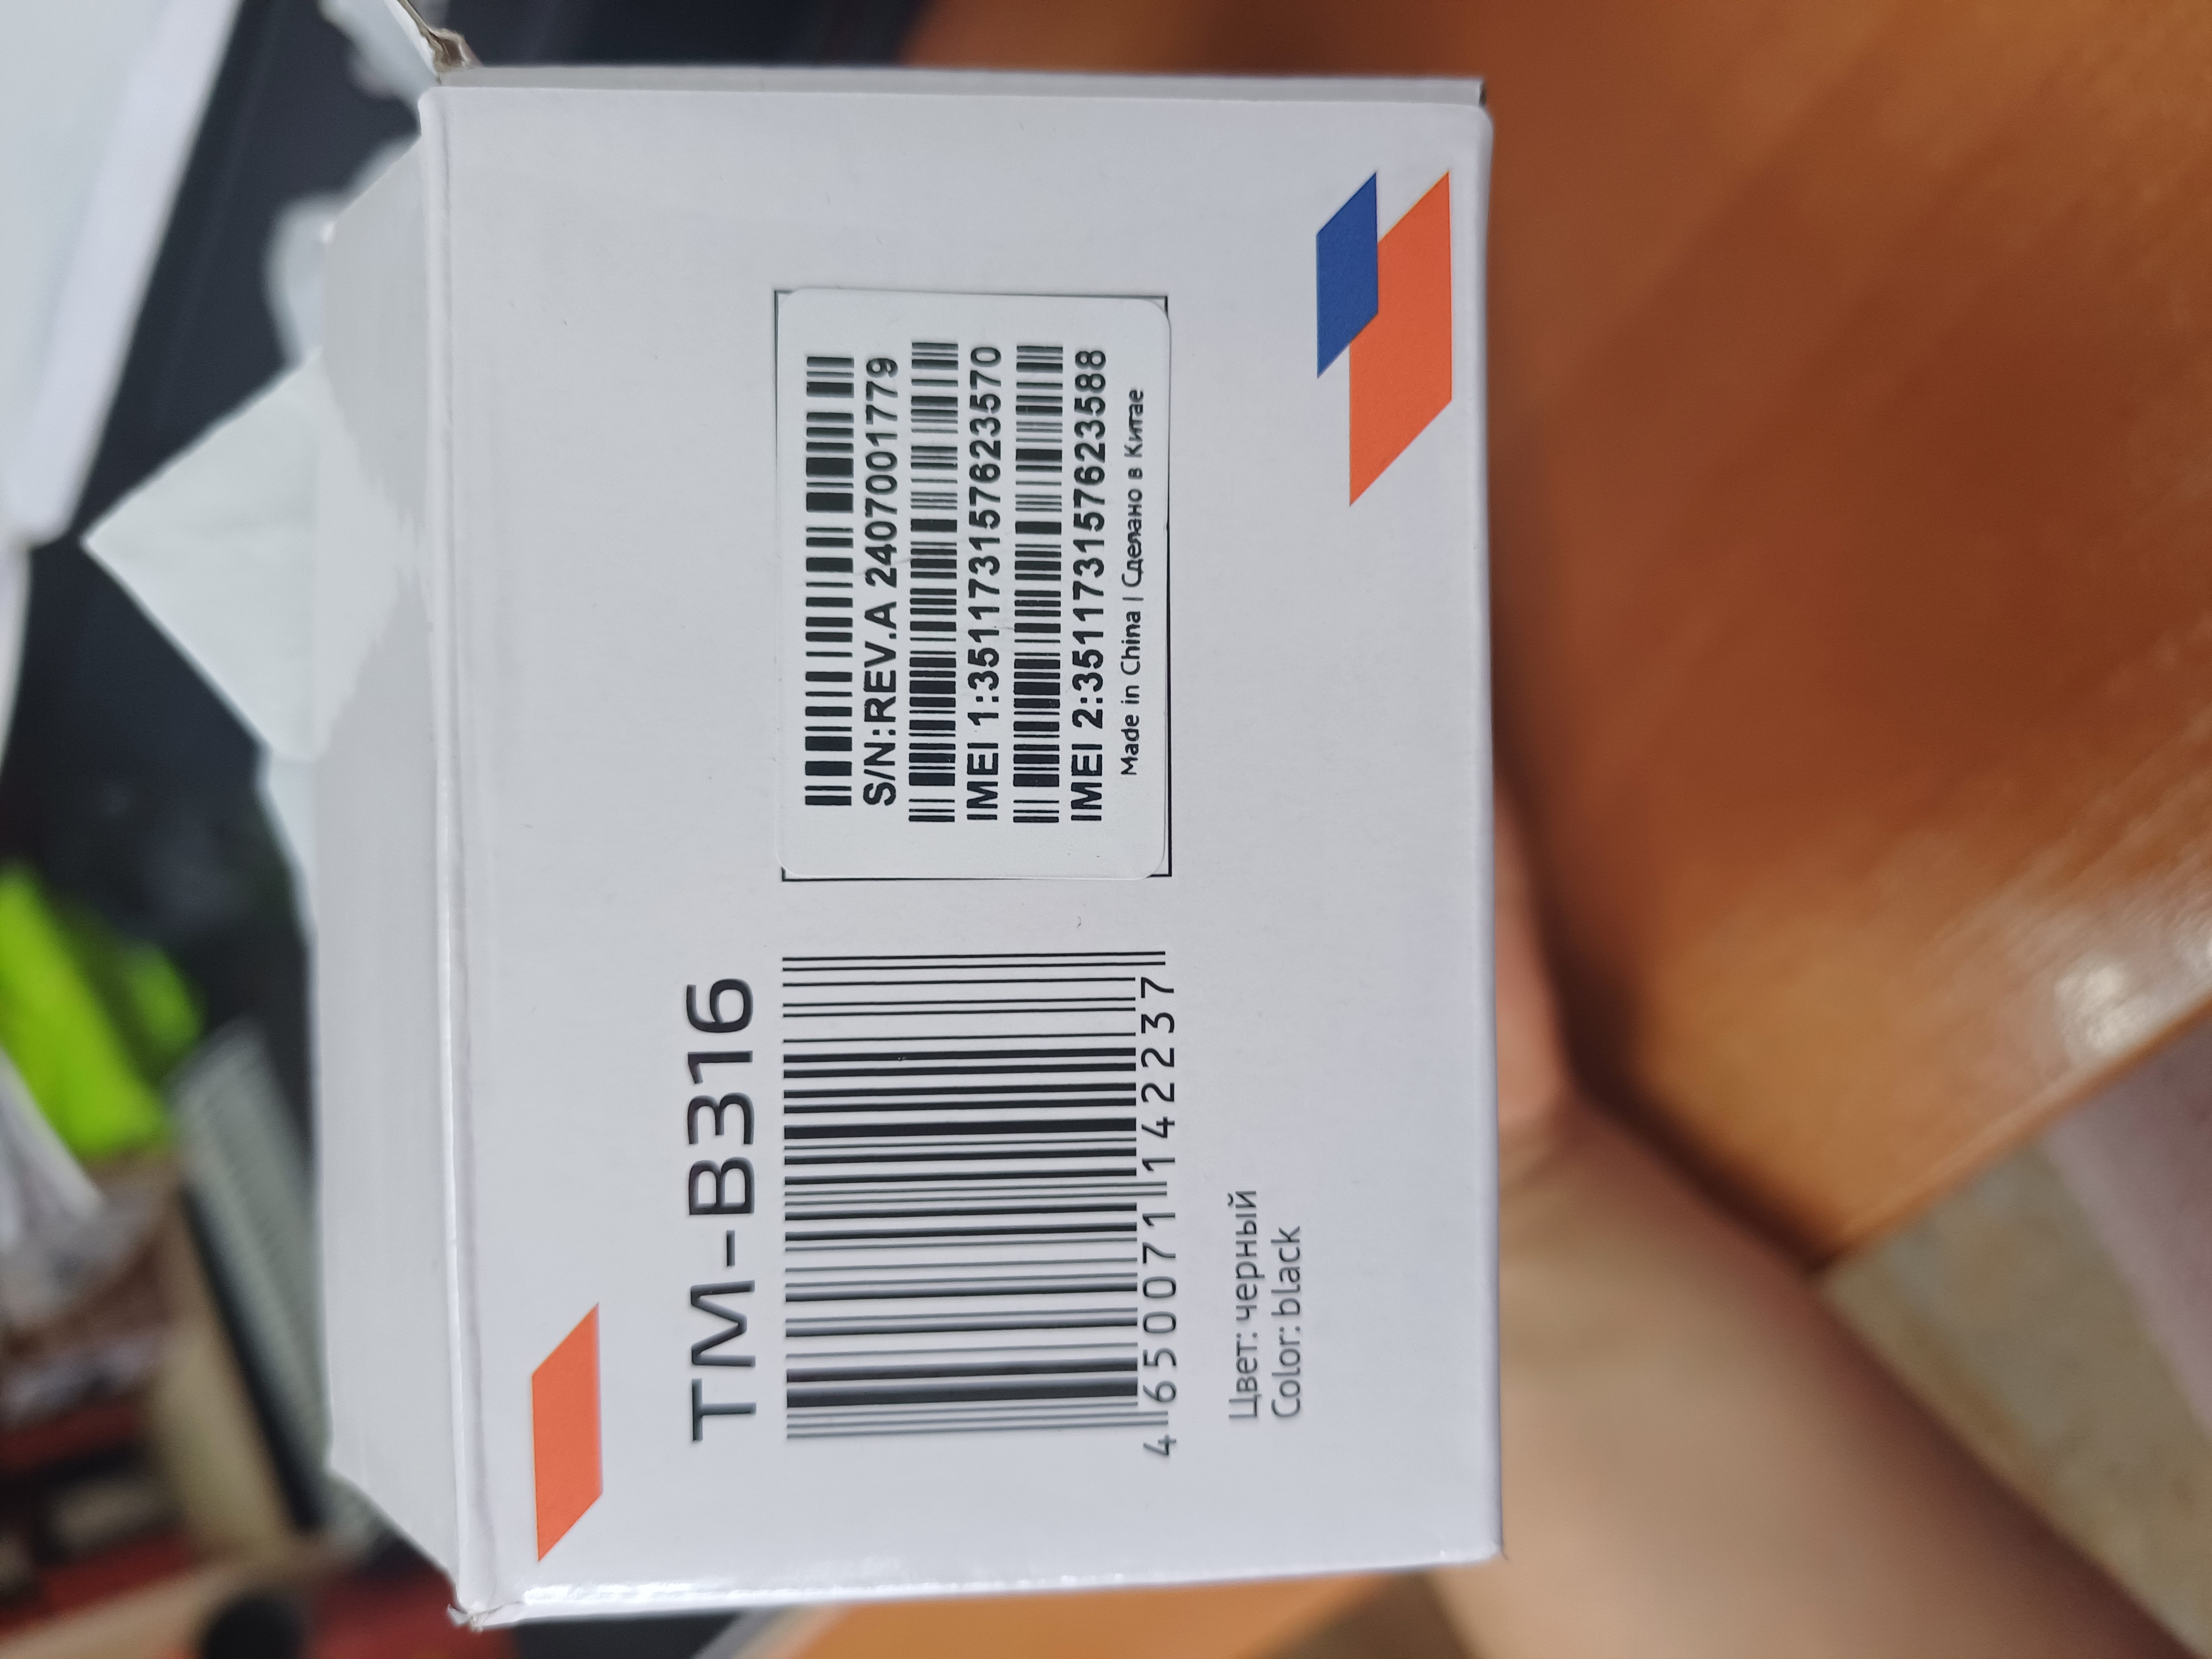 TM-B316
4 650071 142237
Цвет: черный
Color: black
S/N:REV.A 2407001779
IMEI 1:351173157623570
IMEI 2:351173157623588
Made in China | Сделано в Китае